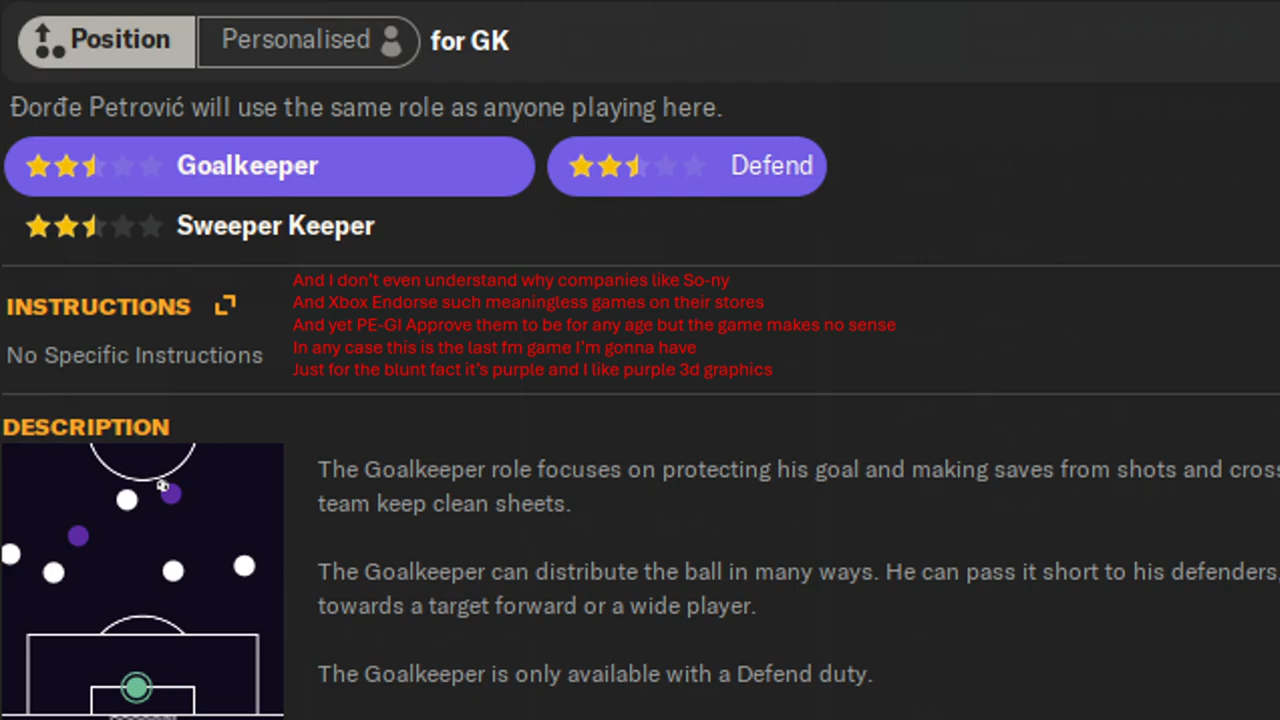 Position Personalised for GK
Đorđe Petrović will use the same role as anyone playing here.
Goalkeeper Defend
Sweeper Keeper
And I don't even understand why companies like So-ny
And Xbox Endorse such meaningless games on their stores
INSTRUCTIONS
And yet PE-GI Approve them to be for any age but the game makes no sense
In any case this is the last fm game I'm gonna have
No Specific Instructions
Just for the blunt fact it's purple and I like purple 3d graphics
DESCRIPTION
The Goalkeeper role focuses on protecting his goal and making saves from shots and cross
team keep clean sheets.
The Goalkeeper can distribute the ball in many ways. He can pass it short to his defenders,
towards a target forward or a wide player.
The Goalkeeper is only available with a Defend duty.